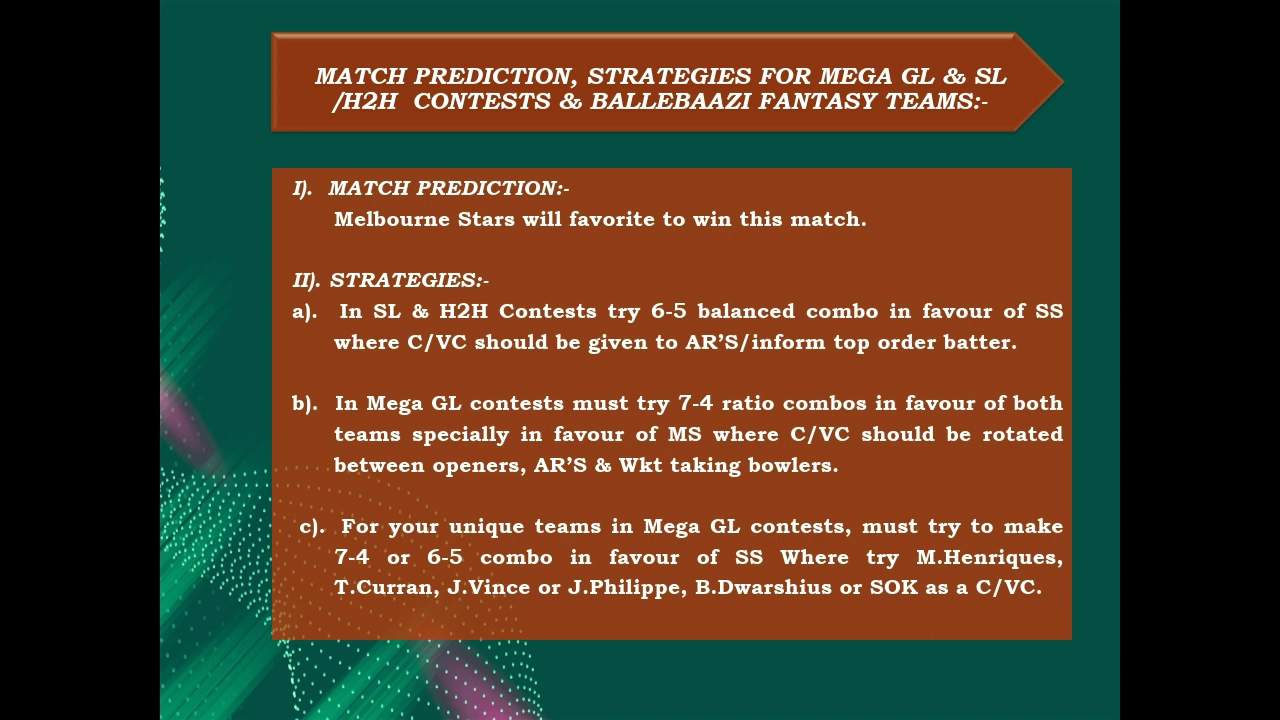 MATCH PREDICTION, STRATEGIES FOR MEGA GL & SL
/H2H CONTESTS & BALLEBAAZI FANTASY TEAMS:-
I). MATCH PREDICTION:-
Melbourne Stars will favorite to win this match.
II). STRATEGIES:-
a). In SL & H2H Contests try 6-5 balanced combo in favour of SS
where C/VC should be given to AR'S/inform top order batter.
b). In Mega GL contests must try 7-4 ratio combos in favour of both
teams specially in favour of MS where C/VC should be rotated
between openers, AR'S & Wkt taking bowlers.
c). For your unique teams in Mega GL contests, must try to make
7-4 or 6-5 combo in favour of SS Where try M.Henriques,
T.Curran, J.Vince or J.Philippe, B.Dwarshius or SOK as a C/VC.